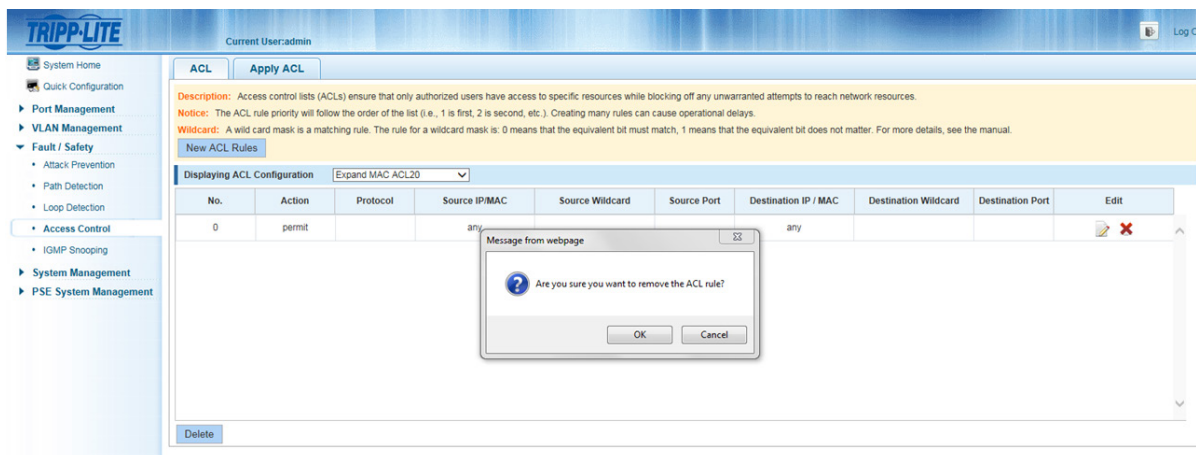 TRIPP·LITE
Current User:admin
Log
System Home
Quick Configuration
Port Management
VLAN Management
Fault / Safety
Attack Prevention
Path Detection
Loop Detection
Access Control
IGMP Snooping
System Management
PSE System Management
ACL Apply ACL
Description: Access control lists (ACLs) ensure that only authorized users have access to specific resources while blocking off any unwarranted attempts to reach network resources.
Notice: The ACL rule priority will follow the order of the list (i.e., 1 is first, 2 is second, etc.). Creating many rules can cause operational delays.
Wildcard: A wild card mask is a matching rule. The rule for a wildcard mask is: 0 means that the equivalent bit must match, 1 means that the equivalent bit does not matter. For more details, see the manual.
New ACL Rules
Displaying ACL Configuration Expand MAC ACL20
No. Action Protocol Source IP/MAC Source Wildcard Source Port Destination IP / MAC Destination Wildcard Destination Port Edit
0 permit any any
Message from webpage
Are you sure you want to remove the ACL rule?
OK Cancel
Delete